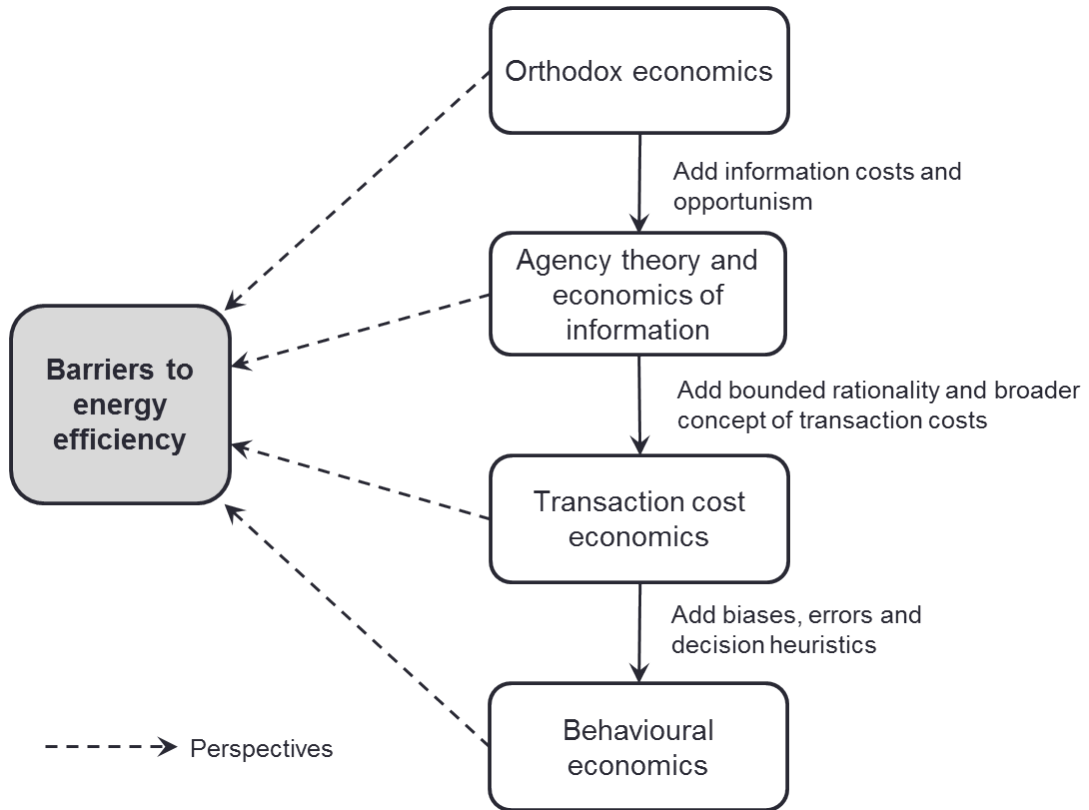 Orthodox economics
Add information costs and
opportunism
Agency theory and
economics of
information
Barriers to
energy
efficiency
Add bounded rationality and broader
concept of transaction costs
Transaction cost
economics
Add biases, errors and
decision heuristics
Behavioural
economics
Perspectives